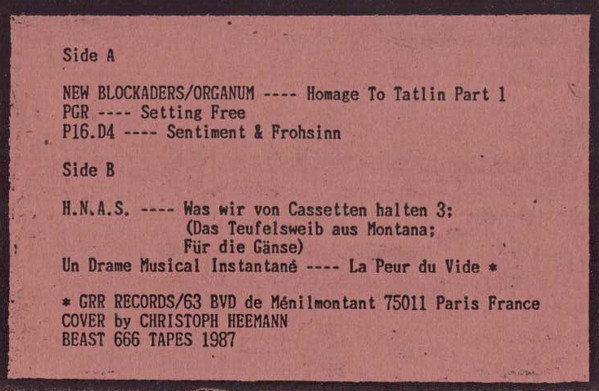 Side A
NEW BLOCKADERS/ORGANUM ---- Homage To Tatlin Part 1
PGR ---- Setting Free
P16.D4 ---- Sentiment & Frohsinn
Side B
H.N.A.S. ---- Was wir von Cassetten halten 3:
(Das Teufelsweib aus Montana;
Für die Gänse)
Un Drame Musical Instantané ---- La Peur du Vide *
* GRR RECORDS/63 BVD de Ménilmontant 75011 Paris France
COVER by CHRISTOPH HEEMANN
BEAST 666 TAPES 1987